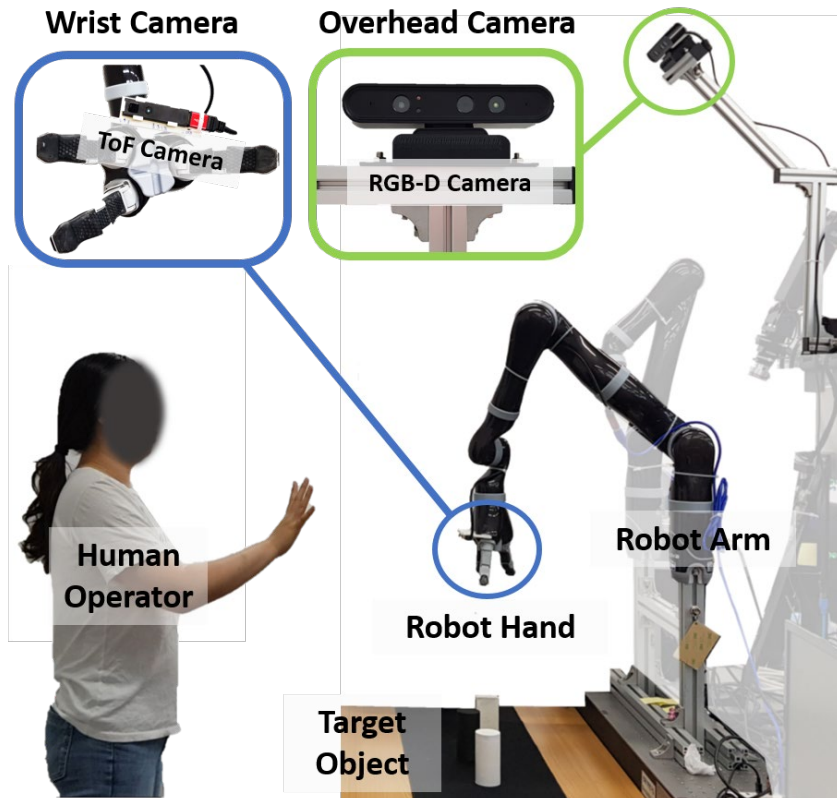 Wrist Camera
Overhead Camera
ToF Camera
RGB-D Camera
Human
Operator
Robot Arm
Robot Hand
Target
Object